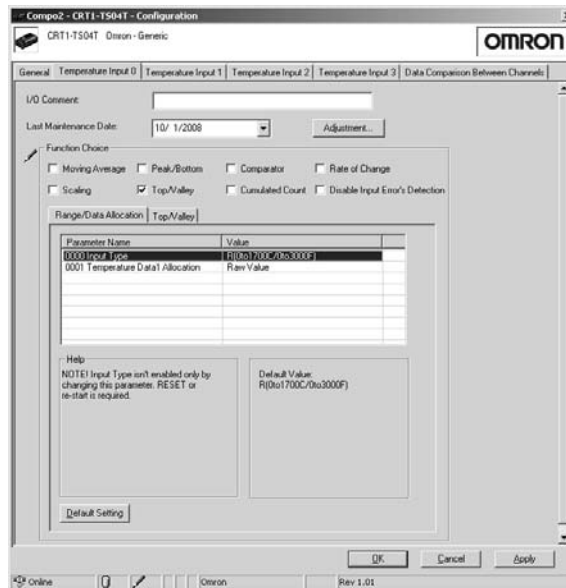 Compo2 - CRT1-TS04T - Configuration
CRT1-TS04T Omron - Generic
OMRON
General Temperature Input 0 Temperature Input 1 Temperature Input 2 Temperature Input 3 Data Comparison Between Channels
I/O Comment:
Last Maintenance Date: 10/ 1/2008 Adjustment...
Function Choice
Moving Average Peak/Bottom Comparator Rate of Change
Scaling Top/Valley Cumulated Count Disable Input Error's Detection
Range/Data Allocation Top/Valley
Parameter Name Value
0000 Input Type R(0to1700C/0to3000F)
0001 Temperature Data1 Allocation Raw Value
Help
NOTE! Input Type isn't enabled only by
changing this parameter. RESET or
re-start is required.
Default Value:
R(0to1700C/0to3000F)
Default Setting
OK Cancel Apply
Online Omron Rev 1.01